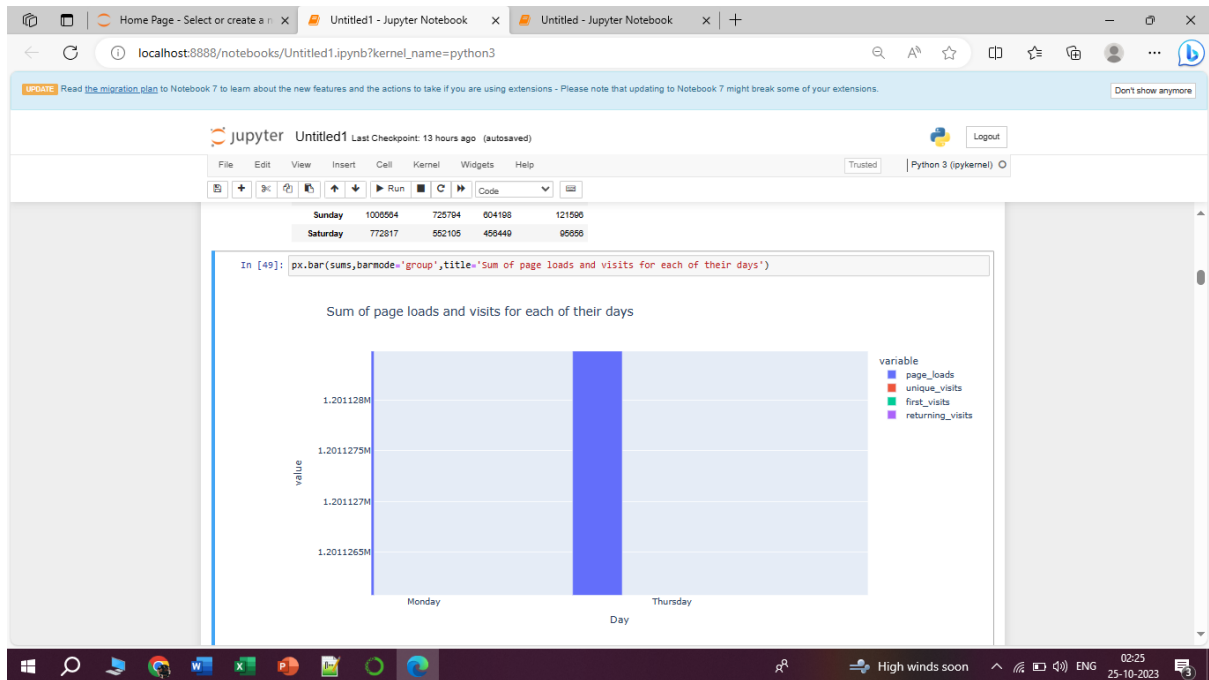 Home Page - Select or create a n
Untitled1 - Jupyter Notebook
Untitled - Jupyter Notebook
localhost:8888/notebooks/Untitled1.ipynb?kernel_name=python3
UPDATE Read the migration plan to Notebook 7 to learn about the new features and the actions to take if you are using extensions - Please note that updating to Notebook 7 might break some of your extensions.
Don't show anymore
jupyter Untitled1 Last Checkpoint: 13 hours ago (autosaved)
Logout
File Edit View Insert Cell Kernel Widgets Help
Trusted
Python 3 (ipykernel)
Run
Code
Sunday 1006564 725794 604198 121596
Saturday 772817 552105 456449 95656
In [49]: px.bar(sums,barmode='group',title='Sum of page loads and visits for each of their days')
Sum of page loads and visits for each of their days
variable
page_loads
unique_visits
first_visits
returning_visits
1.201128M
1.2011275M
1.201127M
1.2011265M
value
Monday Thursday
Day
High winds soon
ENG
02:25
25-10-2023
3